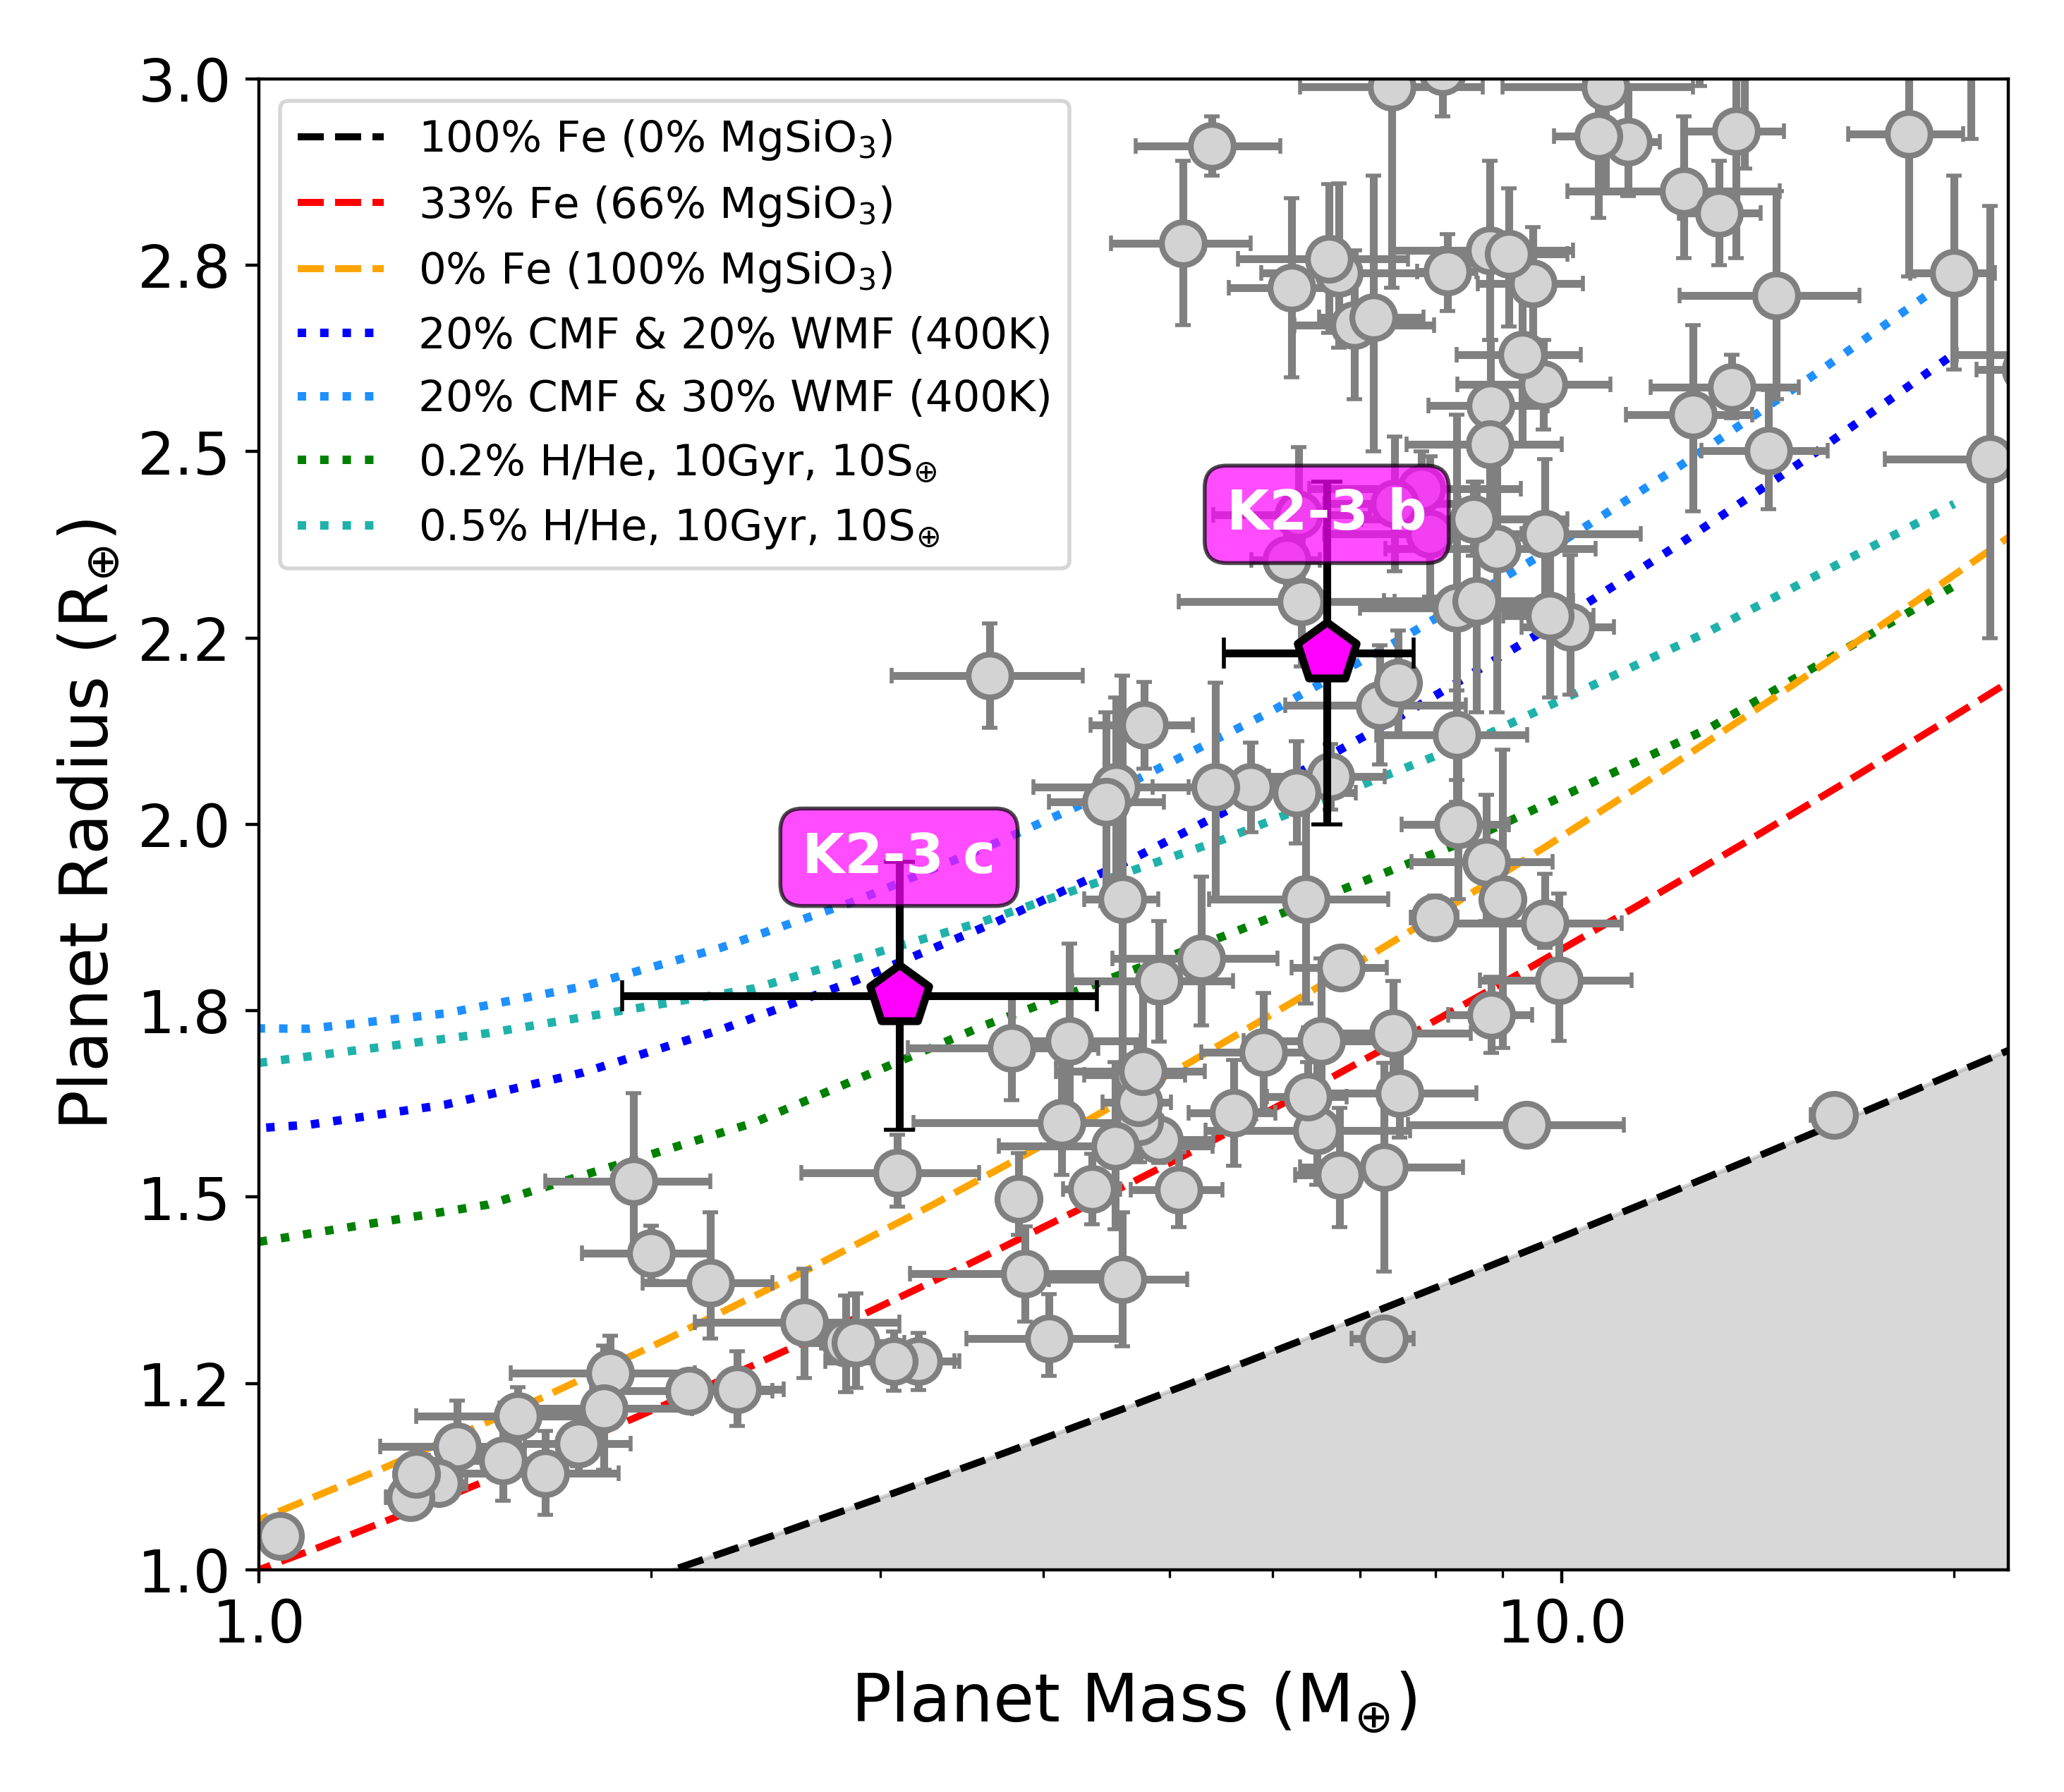 100% Fe (0% MgSiO₃)
33% Fe (66% MgSiO₃)
0% Fe (100% MgSiO₃)
20% CMF & 20% WMF (400K)
20% CMF & 30% WMF (400K)
0.2% H/He, 10Gyr, 10S⊕
0.5% H/He, 10Gyr, 10S⊕
K2-3 b
K2-3 c
3.0
2.8
2.5
2.2
2.0
1.8
1.5
1.2
1.0
Planet Radius (R⊕)
1.0
10.0
Planet Mass (M⊕)